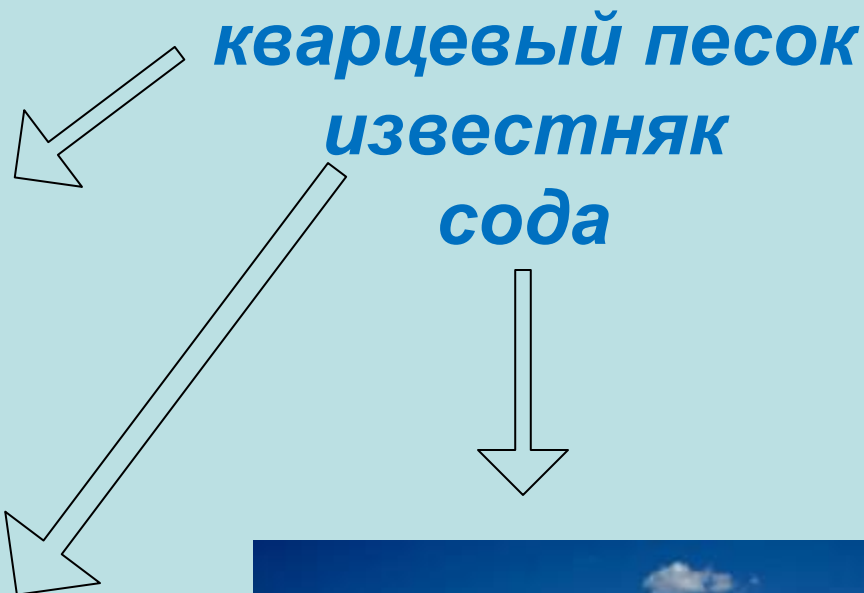 кварцевый песок
известняк
сода